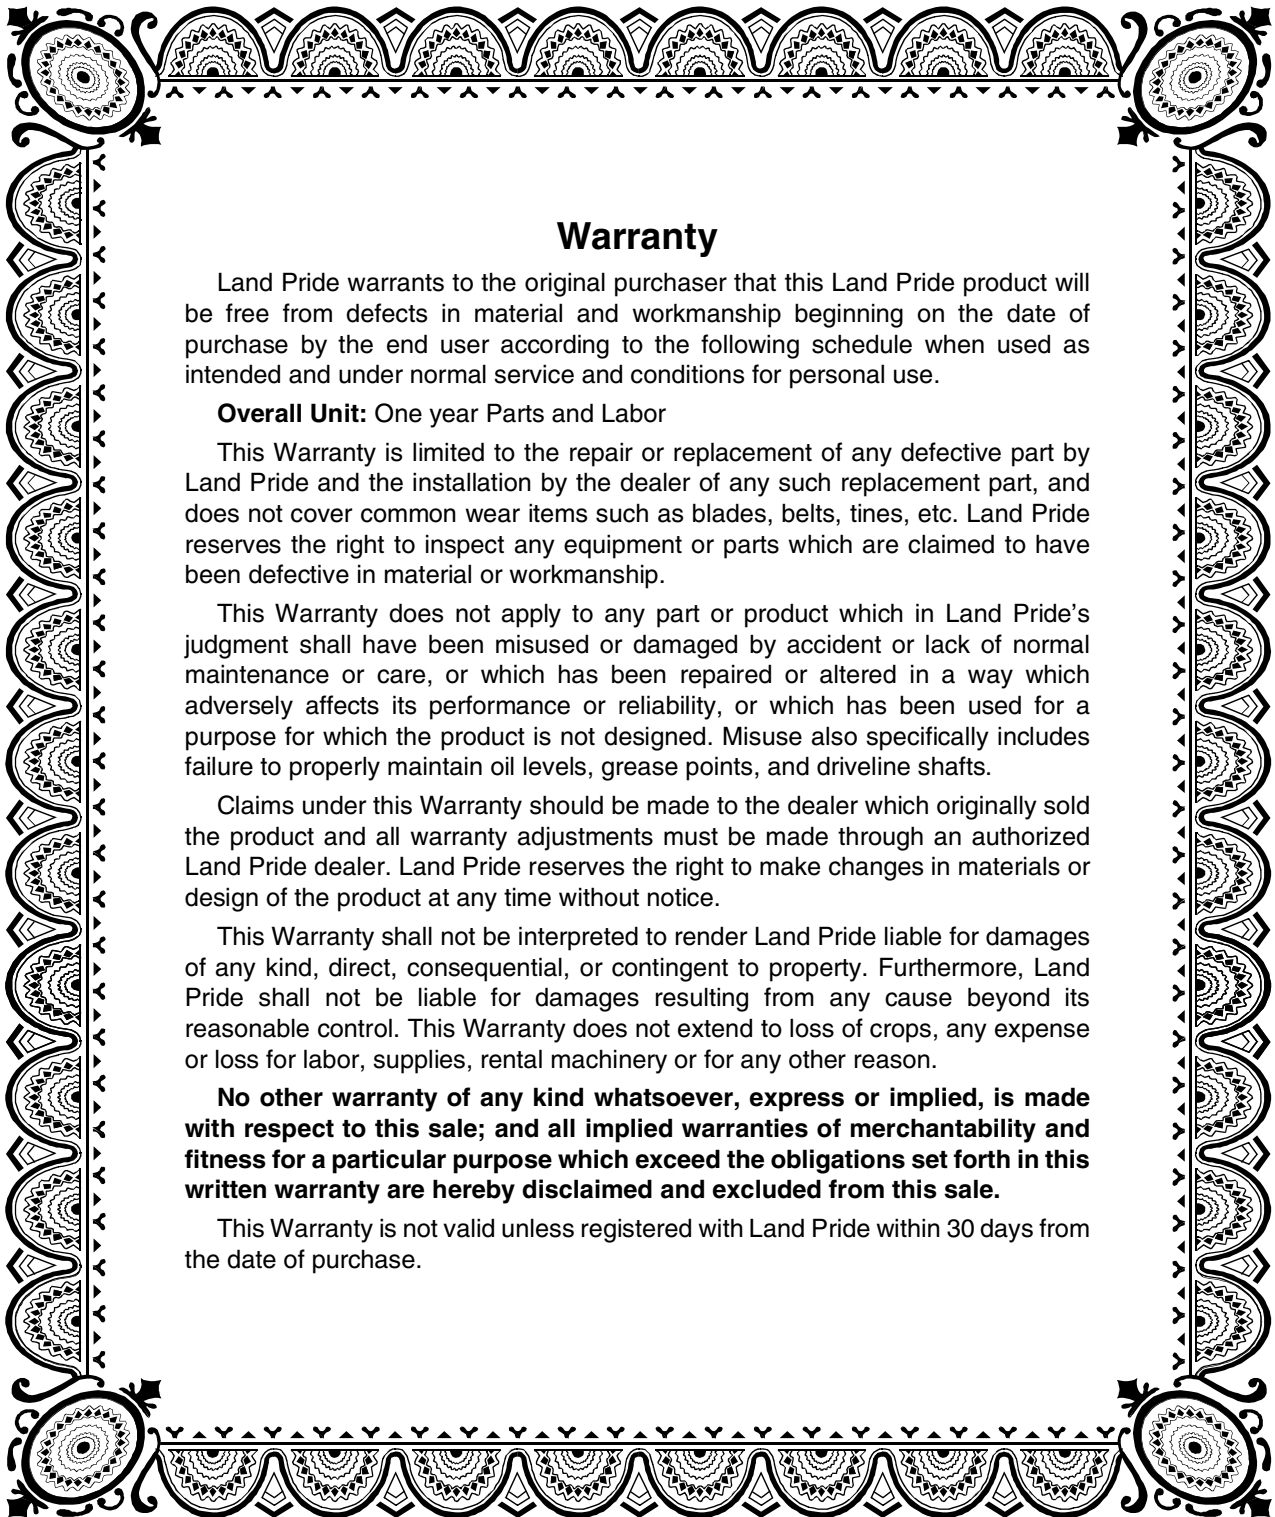 Warranty
Land Pride warrants to the original purchaser that this Land Pride product will
be free from defects in material and workmanship beginning on the date of
purchase by the end user according to the following schedule when used as
intended and under normal service and conditions for personal use.
Overall Unit: One year Parts and Labor
This Warranty is limited to the repair or replacement of any defective part by
Land Pride and the installation by the dealer of any such replacement part, and
does not cover common wear items such as blades, belts, tines, etc. Land Pride
reserves the right to inspect any equipment or parts which are claimed to have
been defective in material or workmanship.
This Warranty does not apply to any part or product which in Land Pride’s
judgment shall have been misused or damaged by accident or lack of normal
maintenance or care, or which has been repaired or altered in a way which
adversely affects its performance or reliability, or which has been used for a
purpose for which the product is not designed. Misuse also specifically includes
failure to properly maintain oil levels, grease points, and driveline shafts.
Claims under this Warranty should be made to the dealer which originally sold
the product and all warranty adjustments must be made through an authorized
Land Pride dealer. Land Pride reserves the right to make changes in materials or
design of the product at any time without notice.
This Warranty shall not be interpreted to render Land Pride liable for damages
of any kind, direct, consequential, or contingent to property. Furthermore, Land
Pride shall not be liable for damages resulting from any cause beyond its
reasonable control. This Warranty does not extend to loss of crops, any expense
or loss for labor, supplies, rental machinery or for any other reason.
No other warranty of any kind whatsoever, express or implied, is made
with respect to this sale; and all implied warranties of merchantability and
fitness for a particular purpose which exceed the obligations set forth in this
written warranty are hereby disclaimed and excluded from this sale.
This Warranty is not valid unless registered with Land Pride within 30 days from
the date of purchase.